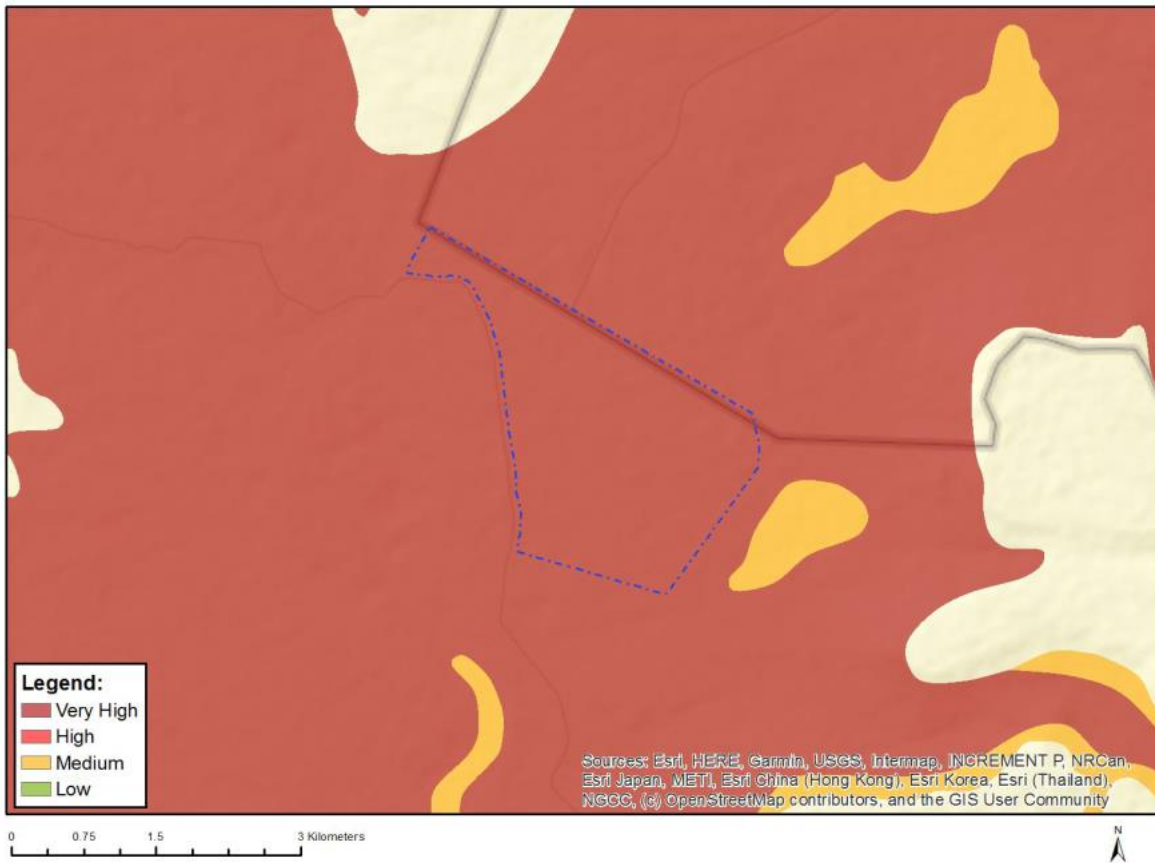 Legend:
Very High
High
Medium
Low
Sources: Esri, HERE, Garmin, USGS, Intermap, INCREMENT P, NRCan,
Esri Japan, METI, Esri China (Hong Kong), Esri Korea, Esri (Thailand),
NGCC, (c) OpenStreetMap contributors, and the GIS User Community
0 0.75 1.5 3 Kilometers
N